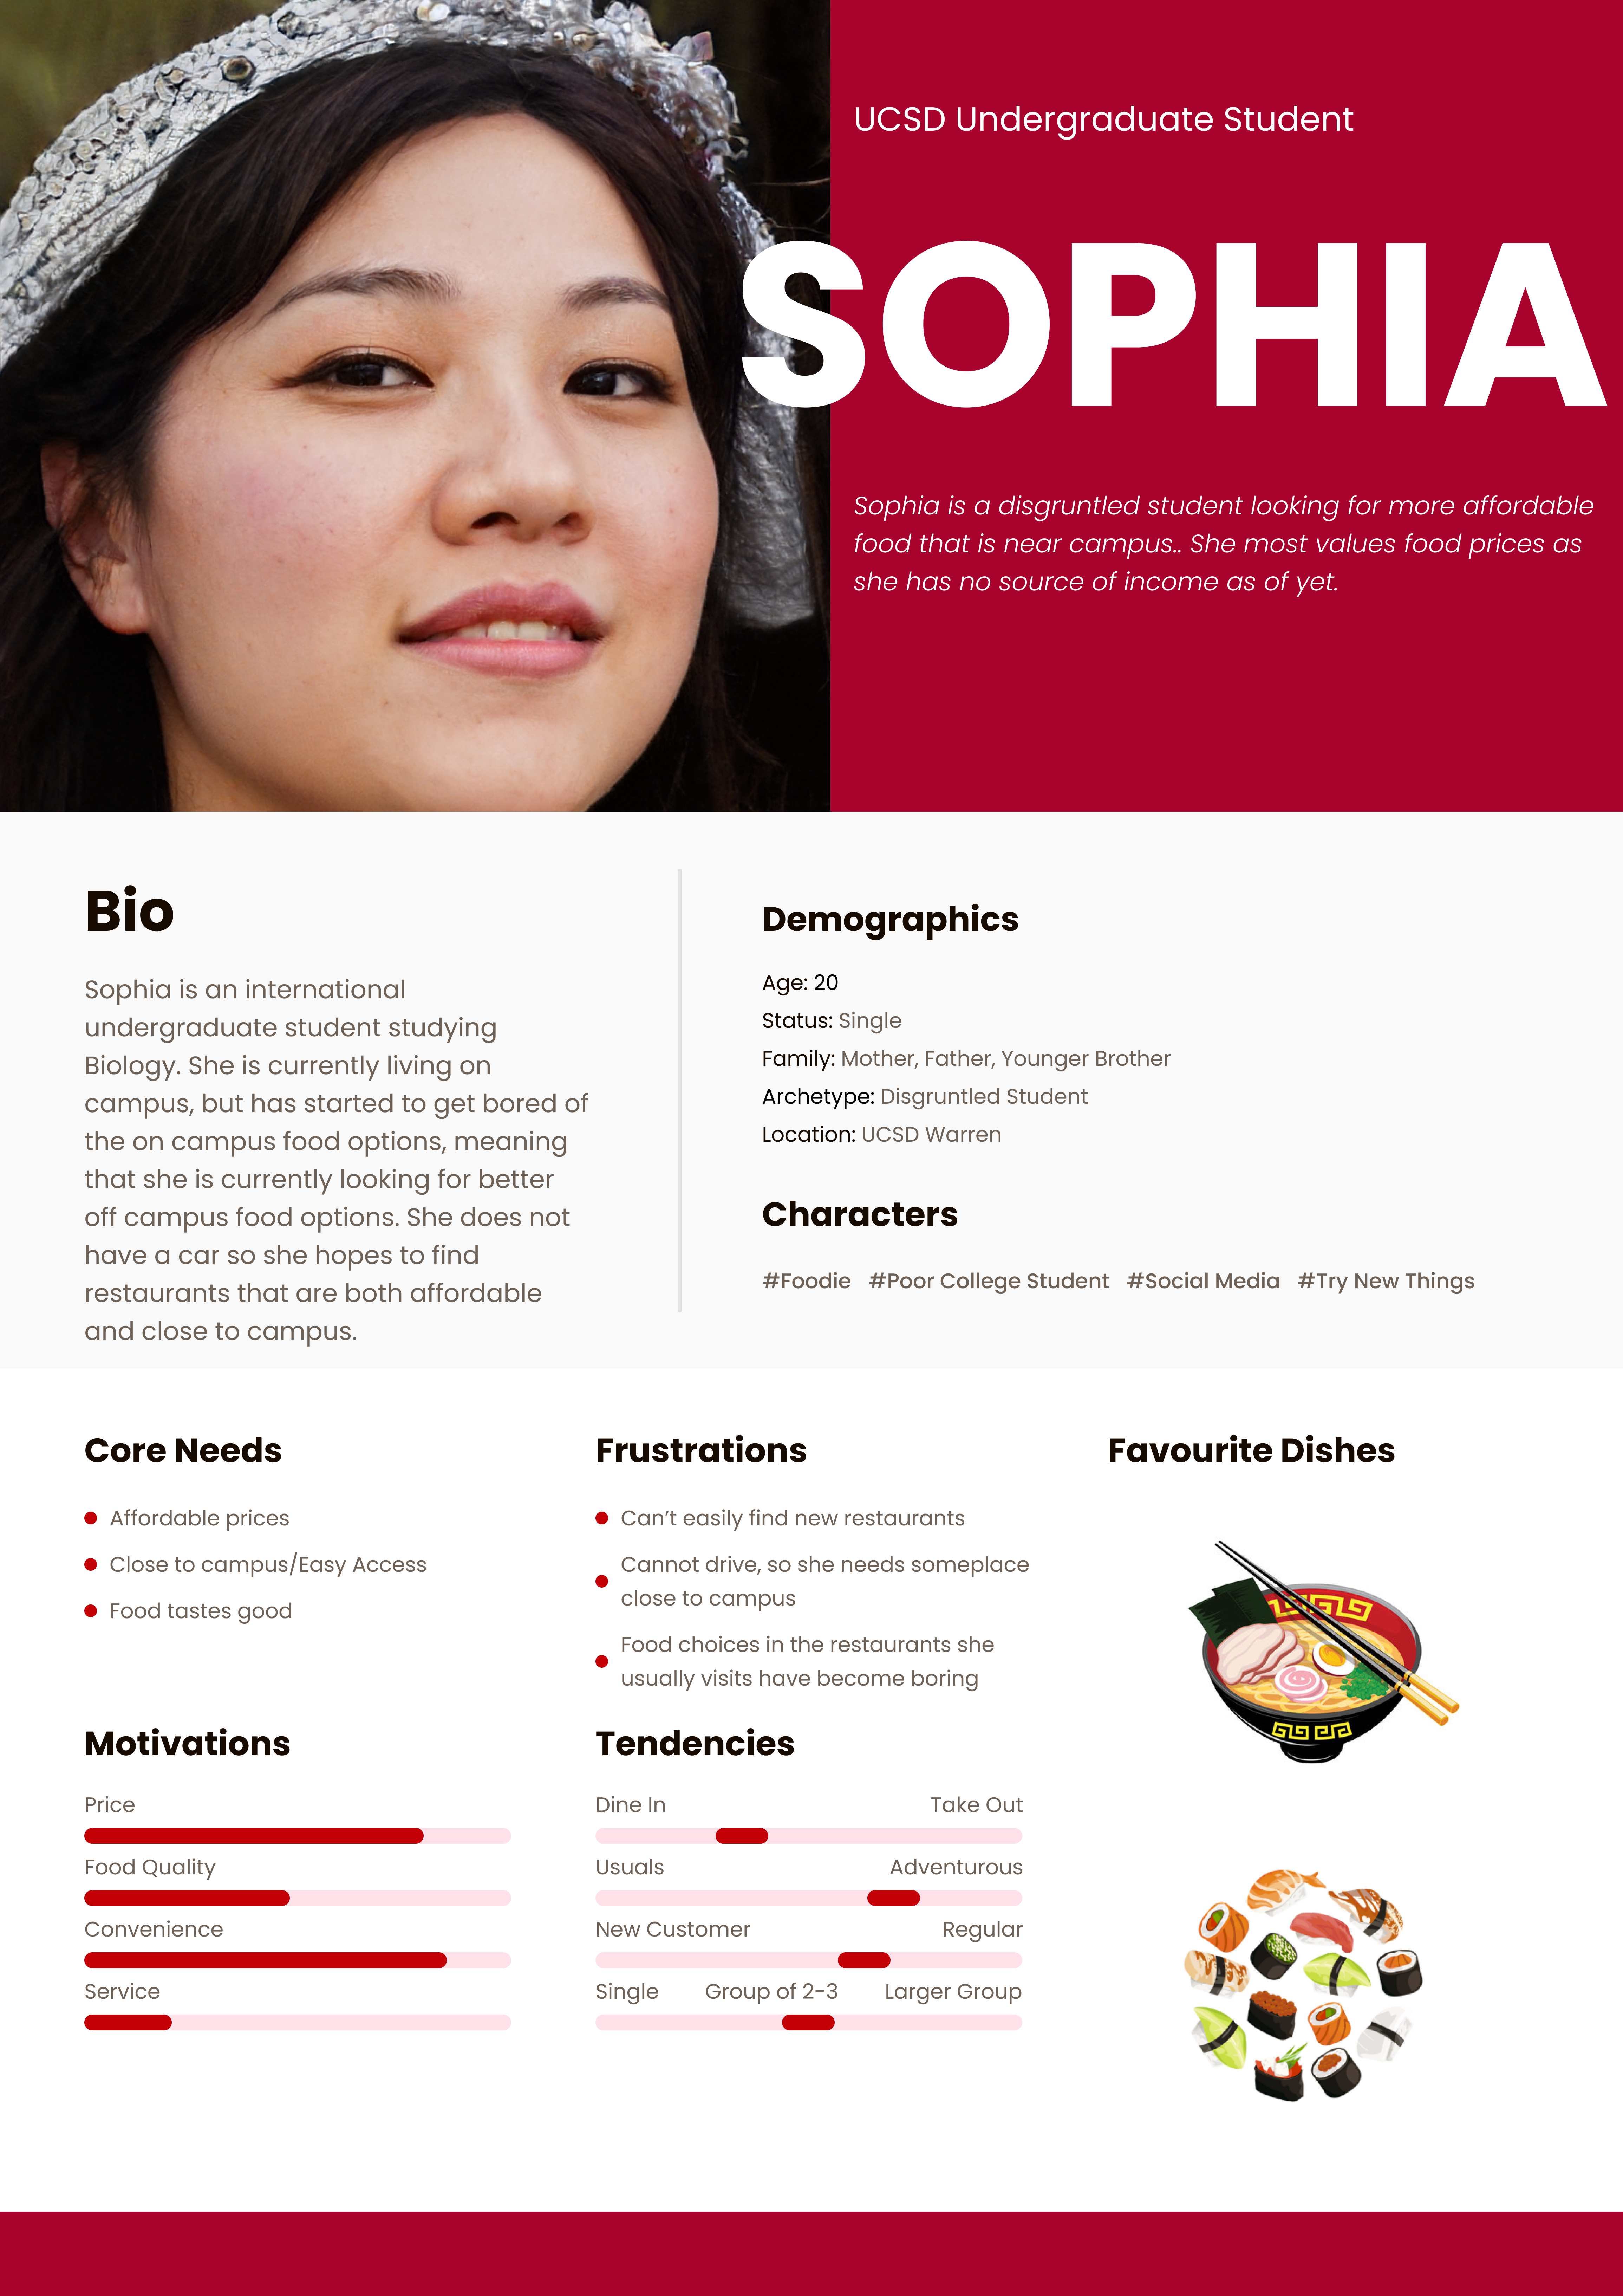 UCSD Undergraduate Student
SOPHIA
Sophia is a disgruntled student looking for more affordable
food that is near campus.. She most values food prices as
she has no source of income as of yet.
Bio
Sophia is an international
undergraduate student studying
Biology. She is currently living on
campus, but has started to get bored of
the on campus food options, meaning
that she is currently looking for better
off campus food options. She does not
have a car so she hopes to find
restaurants that are both affordable
and close to campus.
Demographics
Age: 20
Status: Single
Family: Mother, Father, Younger Brother
Archetype: Disgruntled Student
Location: UCSD Warren
Characters
#Foodie #Poor College Student #Social Media #Try New Things
Core Needs
Affordable prices
Close to campus/Easy Access
Food tastes good
Frustrations
Can't easily find new restaurants
Cannot drive, so she needs someplace
close to campus
Food choices in the restaurants she
usually visits have become boring
Favourite Dishes
Motivations
Price
Food Quality
Convenience
Service
Tendencies
Dine In Take Out
Usuals Adventurous
New Customer Regular
Single Group of 2-3 Larger Group